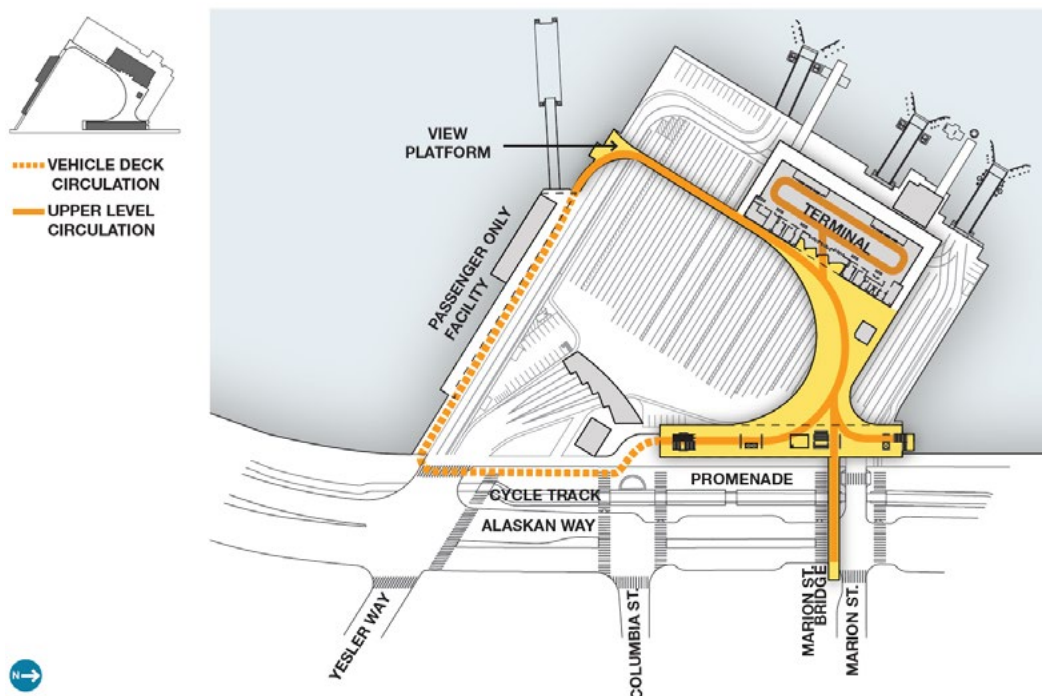 VEHICLE DECK
CIRCULATION
UPPER LEVEL
CIRCULATION
VIEW
PLATFORM
TERMINAL
PASSENGER ONLY
FACILITY
PROMENADE
CYCLE TRACK
ALASKAN WAY
YESLER WAY
COLUMBIA ST.
MARION ST.
BRIDGE
MARION ST.
N